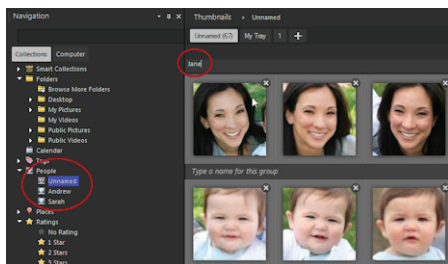 Navigation
Thumbnails > Unnamed
Unnamed (67) My Tray 1
Collections Computer
Jane
Smart Collections
Folders
Browse More Folders
Desktop
My Pictures
My Videos
Public Pictures
Public Videos
Calendar
Tags
People
Unnamed
Andrew
Sarah
Places
Ratings
No Rating
1 Star
2 Stars
3 Stars
Type a name for this group